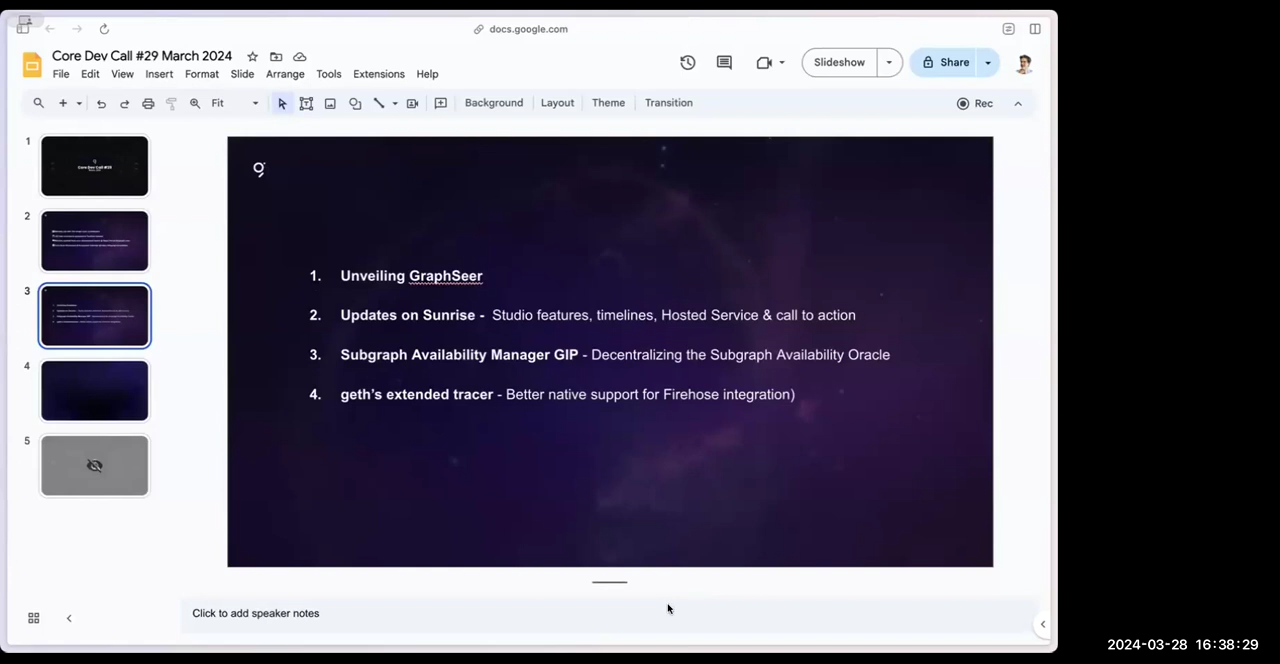 docs.google.com
Core Dev Call #29 March 2024
File Edit View Insert Format Slide Arrange Tools Extensions Help
Slideshow
Share
Fit
Background Layout Theme Transition
Rec
1
Core Dev Call #29
2
3
4
5
1. Unveiling GraphSeer
2. Updates on Sunrise - Studio features, timelines, Hosted Service & call to action
3. Subgraph Availability Manager GIP - Decentralizing the Subgraph Availability Oracle
4. geth's extended tracer - Better native support for Firehose integration)
Click to add speaker notes
2024-03-28 16:38:29